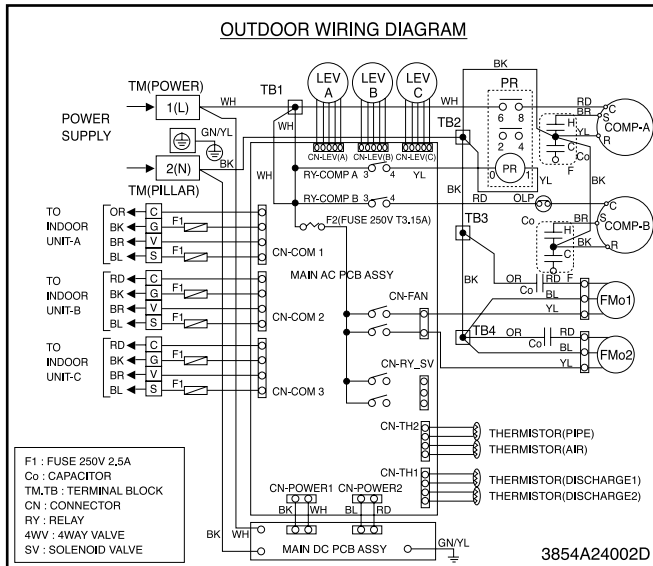 OUTDOOR WIRING DIAGRAM
TM(POWER)
POWER
SUPPLY
1(L)
WH
GN/YL
2(N)
BK
TM(PILLAR)
TB1
WH
WH
LEV
A
LEV
B
LEV
C
CN-LEV(A)
CN-LEV(B)
CN-LEV(C)
WH
TB2
BK
PR
6 8
2 4
0 PR 1
YL
RD
C
S
BR
H
YL
R
C
Co
F
COMP-A
BK
RY-COMP A 3 4
YL
RY-COMP B 3 4
RD
OLP
BK
F2(FUSE 250V T3.15A)
TB3
Co
H
BR
C
S
BK
R
C
F
COMP-B
TO
INDOOR
UNIT-A
OR C
BK G F1
BR V
BL S F1
CN-COM 1
MAIN AC PCB ASSY
BK
OR
Co
RD
BL
YL
FMo1
TO
INDOOR
UNIT-B
RD C
BK G F1
BR V
BL S F1
CN-COM 2
CN-FAN
TB4
OR
Co
RD
BL
YL
FMo2
TO
INDOOR
UNIT-C
RD C
BK G F1
BR V
BL S F1
CN-COM 3
CN-RY_SV
CN-TH2
THERMISTOR(PIPE)
THERMISTOR(AIR)
CN-TH1
THERMISTOR(DISCHARGE1)
THERMISTOR(DISCHARGE2)
F1 : FUSE 250V 2.5A
Co : CAPACITOR
TM.TB : TERMINAL BLOCK
CN : CONNECTOR
RY : RELAY
4WV : 4WAY VALVE
SV : SOLENOID VALVE
CN-POWER1
CN-POWER2
BK WH
BL RD
BK WH
MAIN DC PCB ASSY
GN/YL
3854A24002D